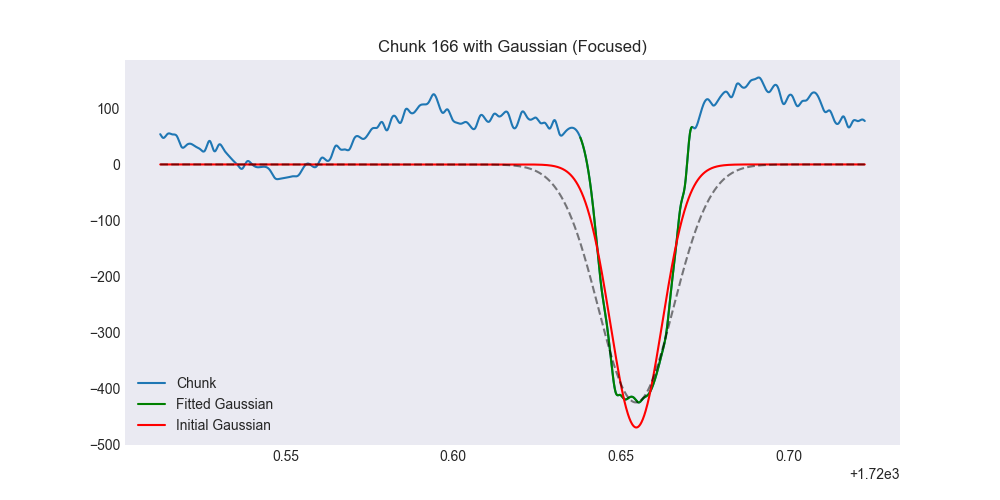 Chunk 166 with Gaussian (Focused)
100
0
−100
−200
−300
−400
−500
Chunk
Fitted Gaussian
Initial Gaussian
0.55 0.60 0.65 0.70
+1.72e3